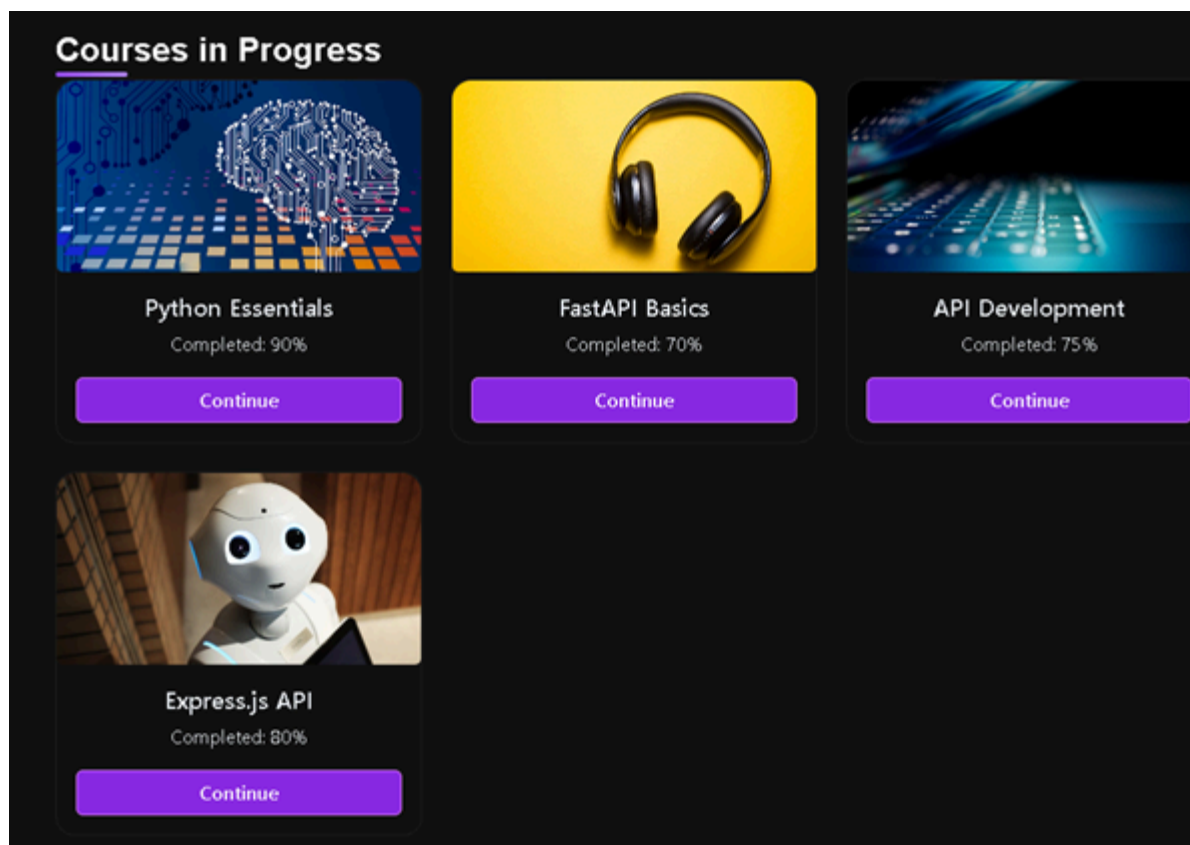 Courses in Progress
Python Essentials
Completed: 90%
Continue
FastAPI Basics
Completed: 70%
Continue
API Development
Completed: 75%
Continue
Express.js API
Completed: 80%
Continue